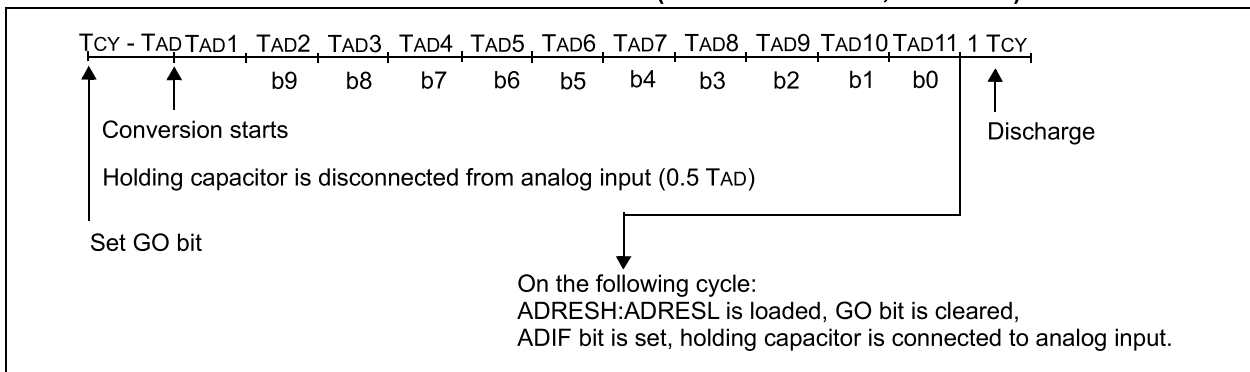 TCY - TAD TAD1 TAD2 TAD3 TAD4 TAD5 TAD6 TAD7 TAD8 TAD9 TAD10 TAD11 1 TCY
b9 b8 b7 b6 b5 b4 b3 b2 b1 b0
Conversion starts
Discharge
Holding capacitor is disconnected from analog input (0.5 TAD)
Set GO bit
On the following cycle:
ADRESH:ADRESL is loaded, GO bit is cleared,
ADIF bit is set, holding capacitor is connected to analog input.